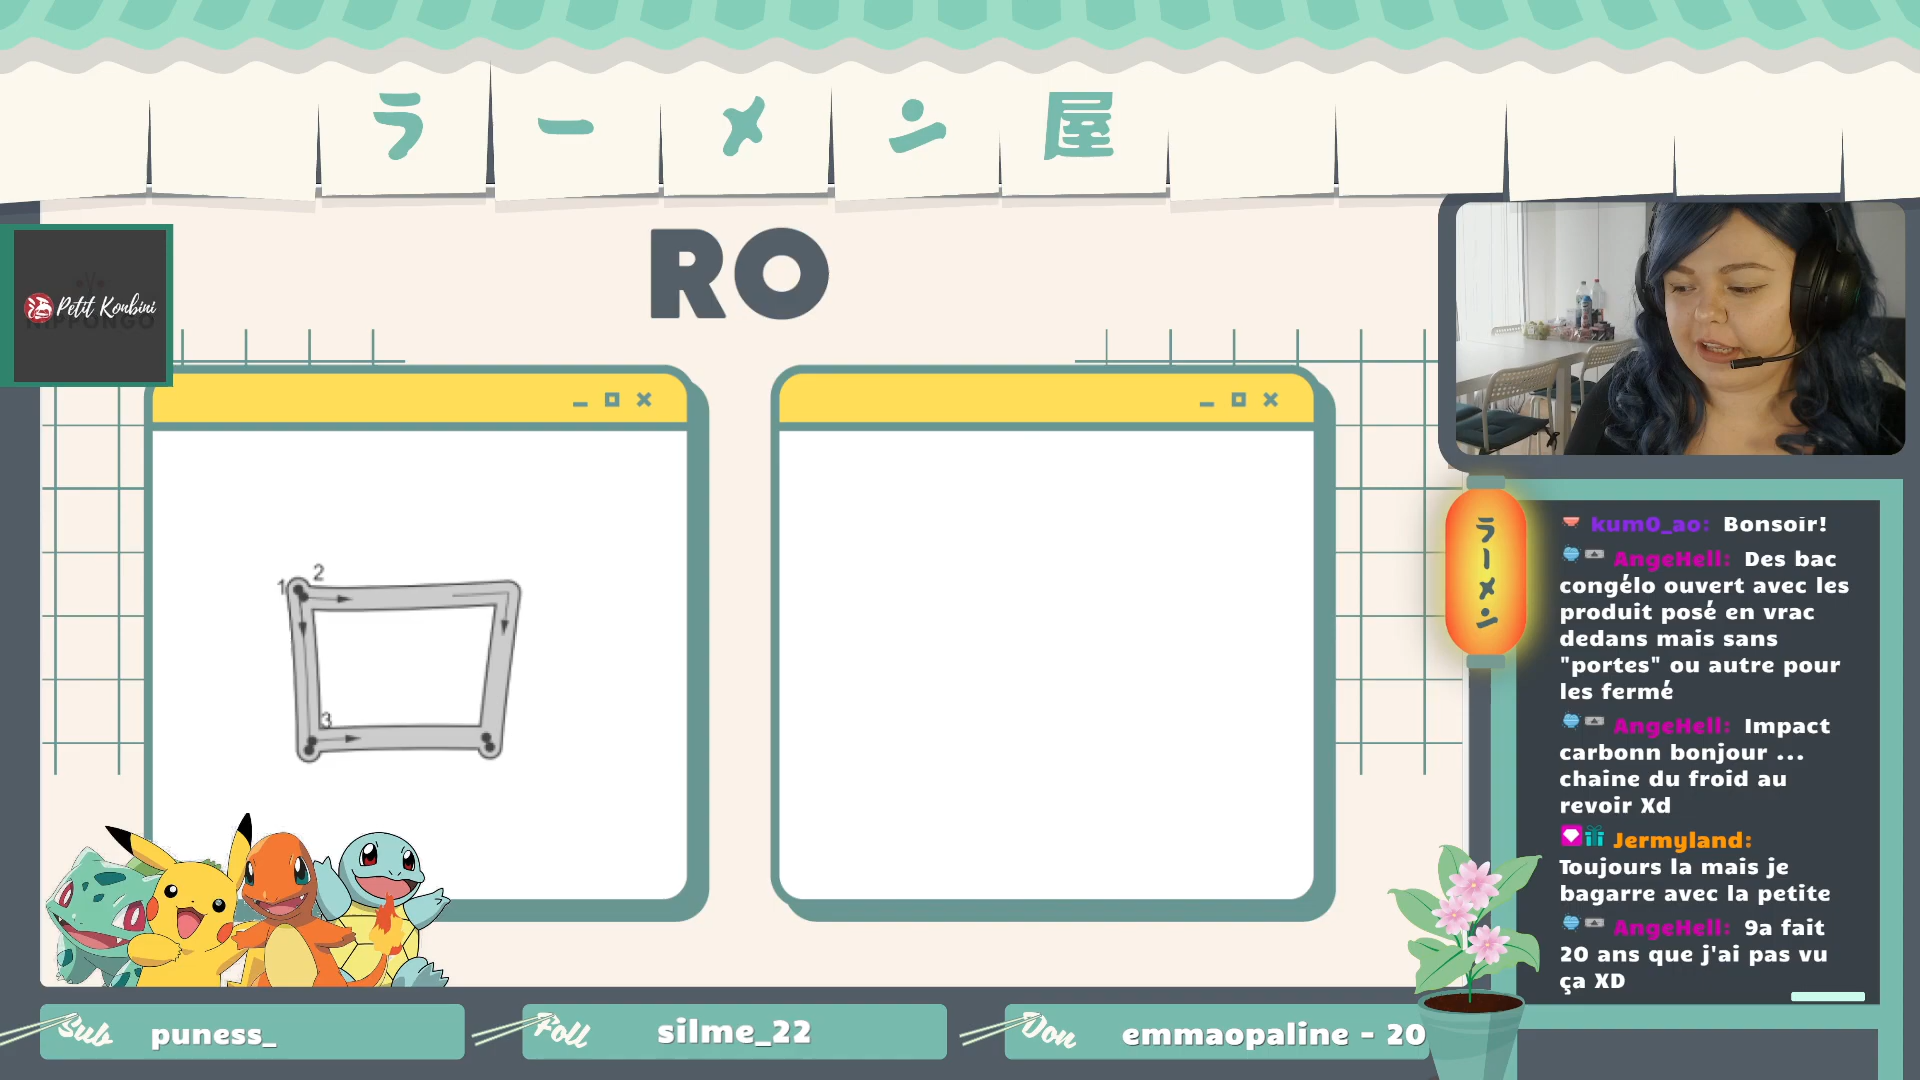 ラーメン屋
RO
Petit Konbini
1
2
3
ラーメン
kum0_ao: Bonsoir!
AngeHell: Des bac
congélo ouvert avec les
produit posé en vrac
dedans mais sans
"portes" ou autre pour
les fermé
AngeHell: Impact
carbonn bonjour ...
chaine du froid au
revoir Xd
Jermyland:
Toujours la mais je
bagarre avec la petite
AngeHell: 9a fait
20 ans que j'ai pas vu
ça XD
Sub puness_
Foll silme_22
Don emmaopaline - 20